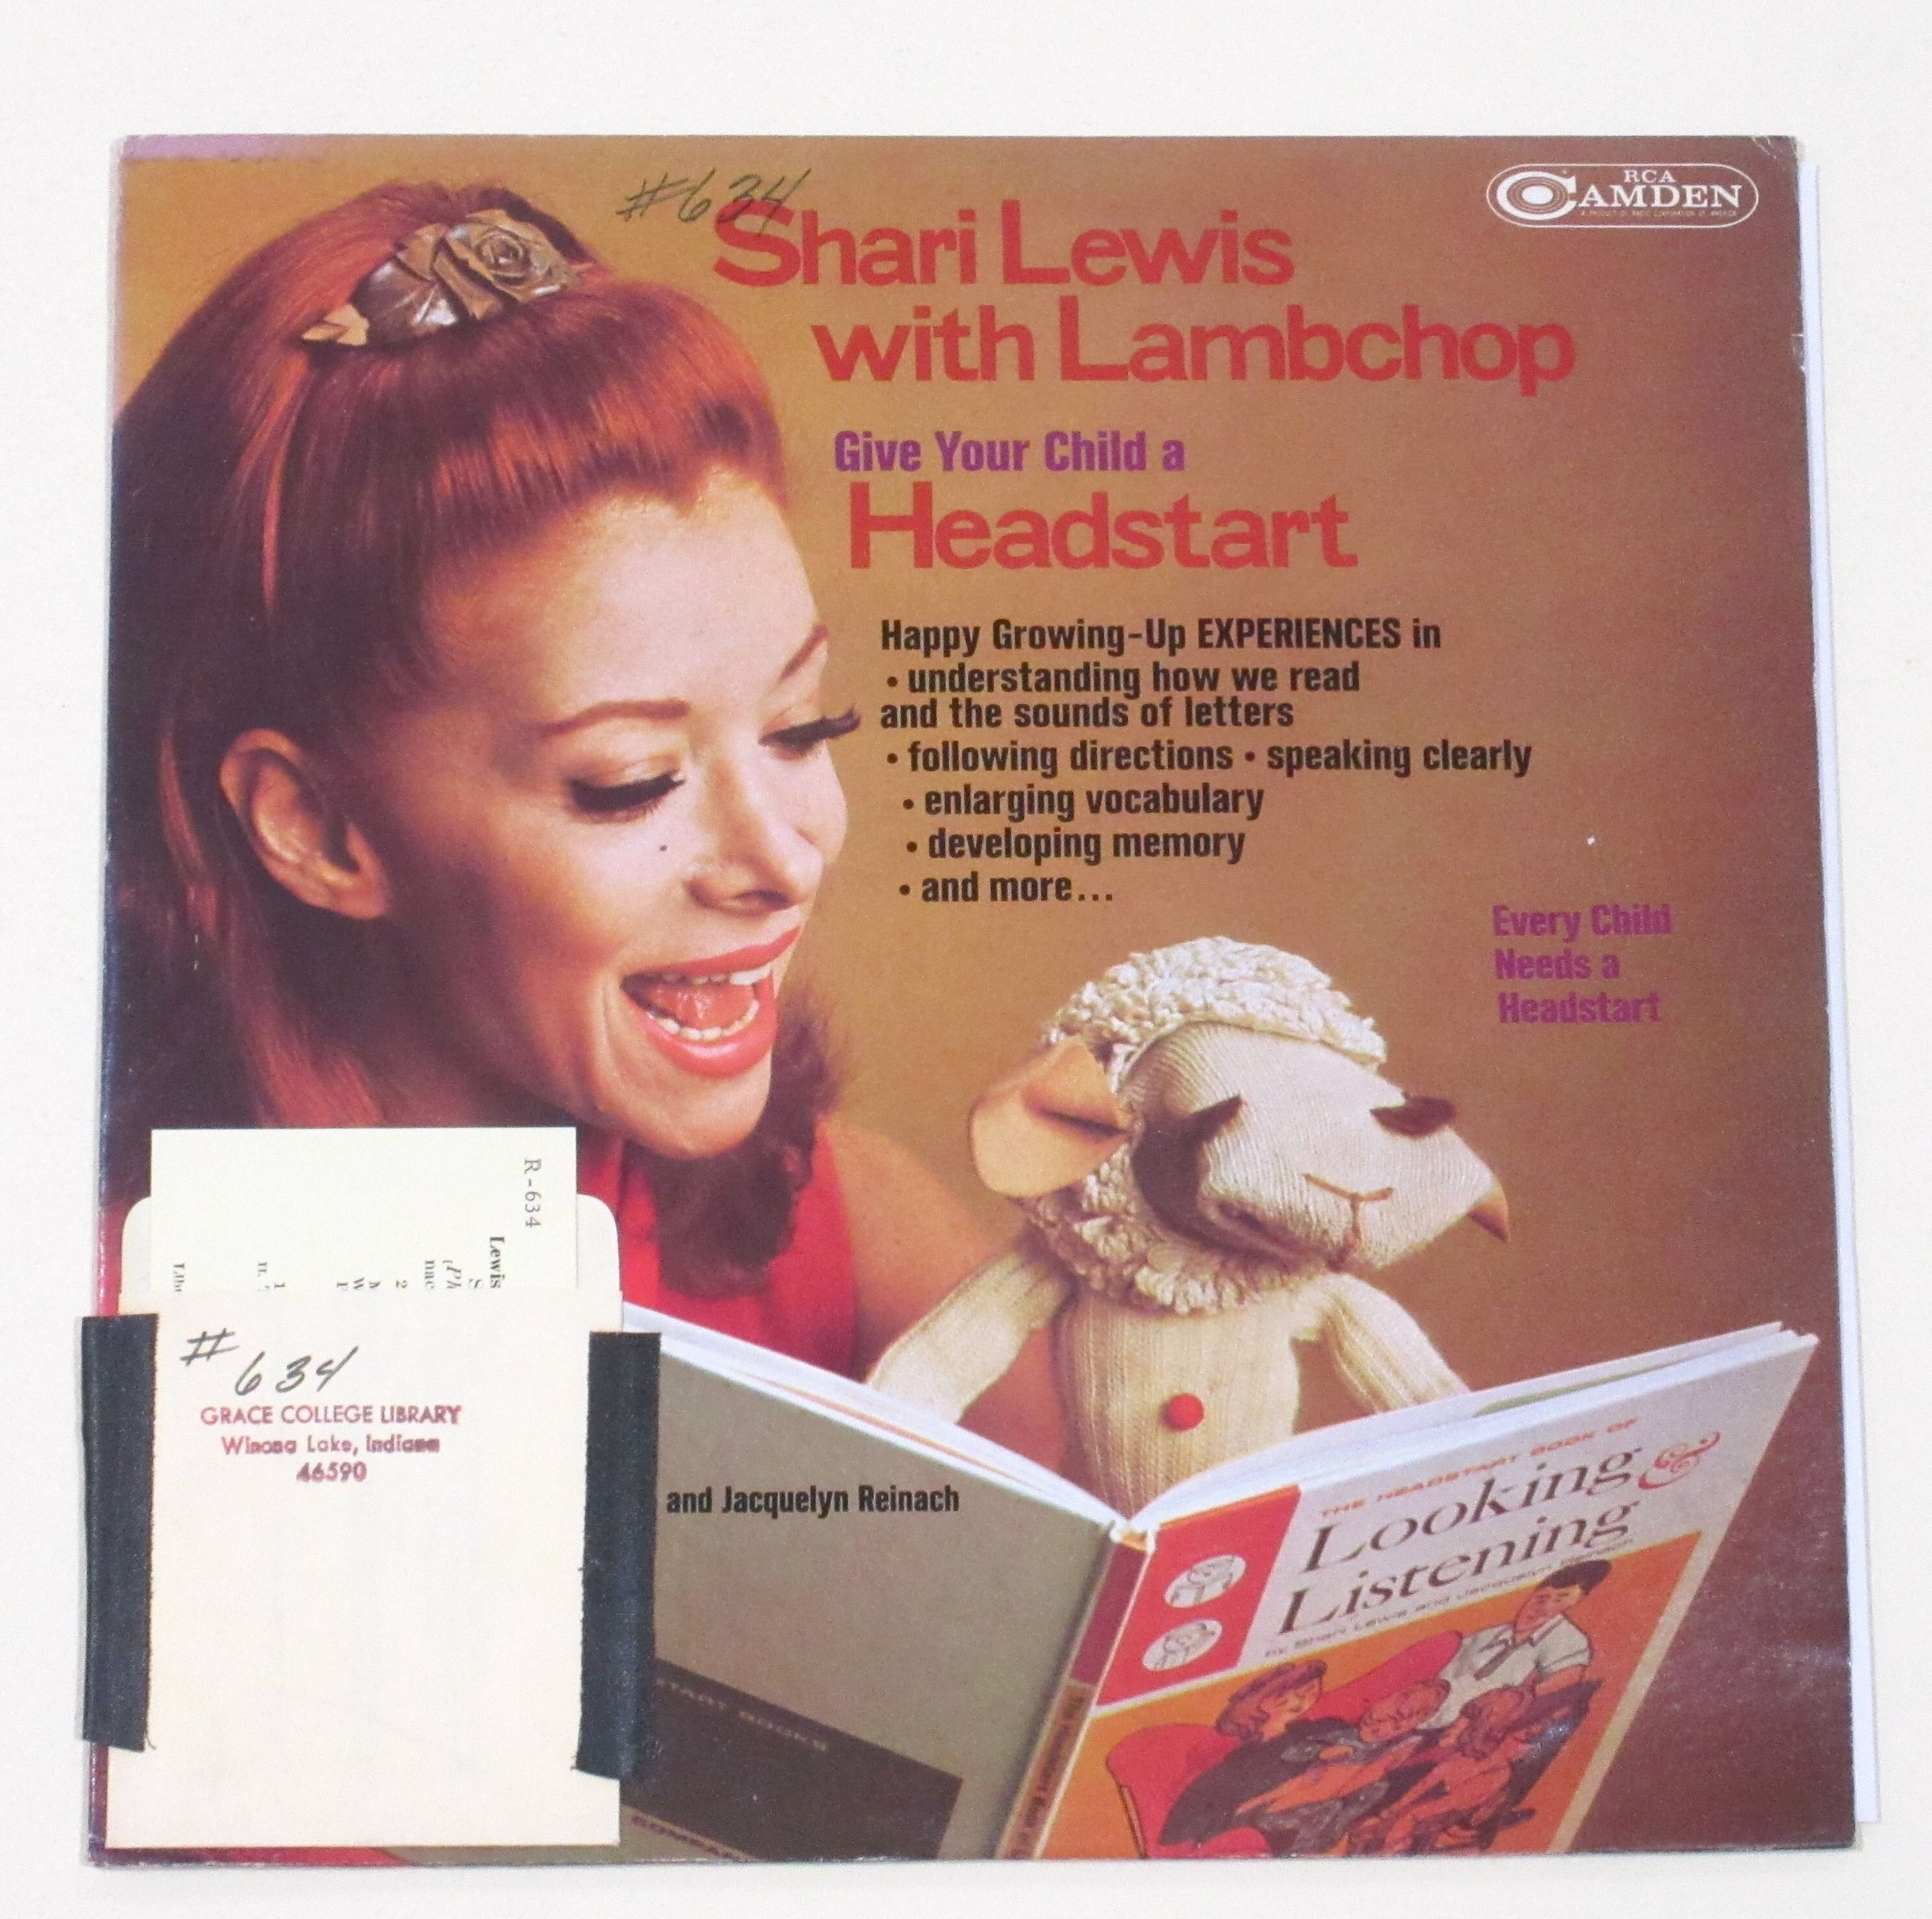 #634
RCA
CAMDEN
Shari Lewis
with Lambchop
Give Your Child a
Headstart
Happy Growing-Up EXPERIENCES in
• understanding how we read
and the sounds of letters
• following directions • speaking clearly
• enlarging vocabulary
• developing memory
• and more...
Every Child
Needs a
Headstart
R-634
Lewis
#
634
GRACE COLLEGE LIBRARY
Winona Lake, Indiana
46590
and Jacquelyn Reinach
THE HEADSTART BOOK OF
Looking &
Listening
by Shari Lewis and Jacquelyn Reinach
START BOOKS